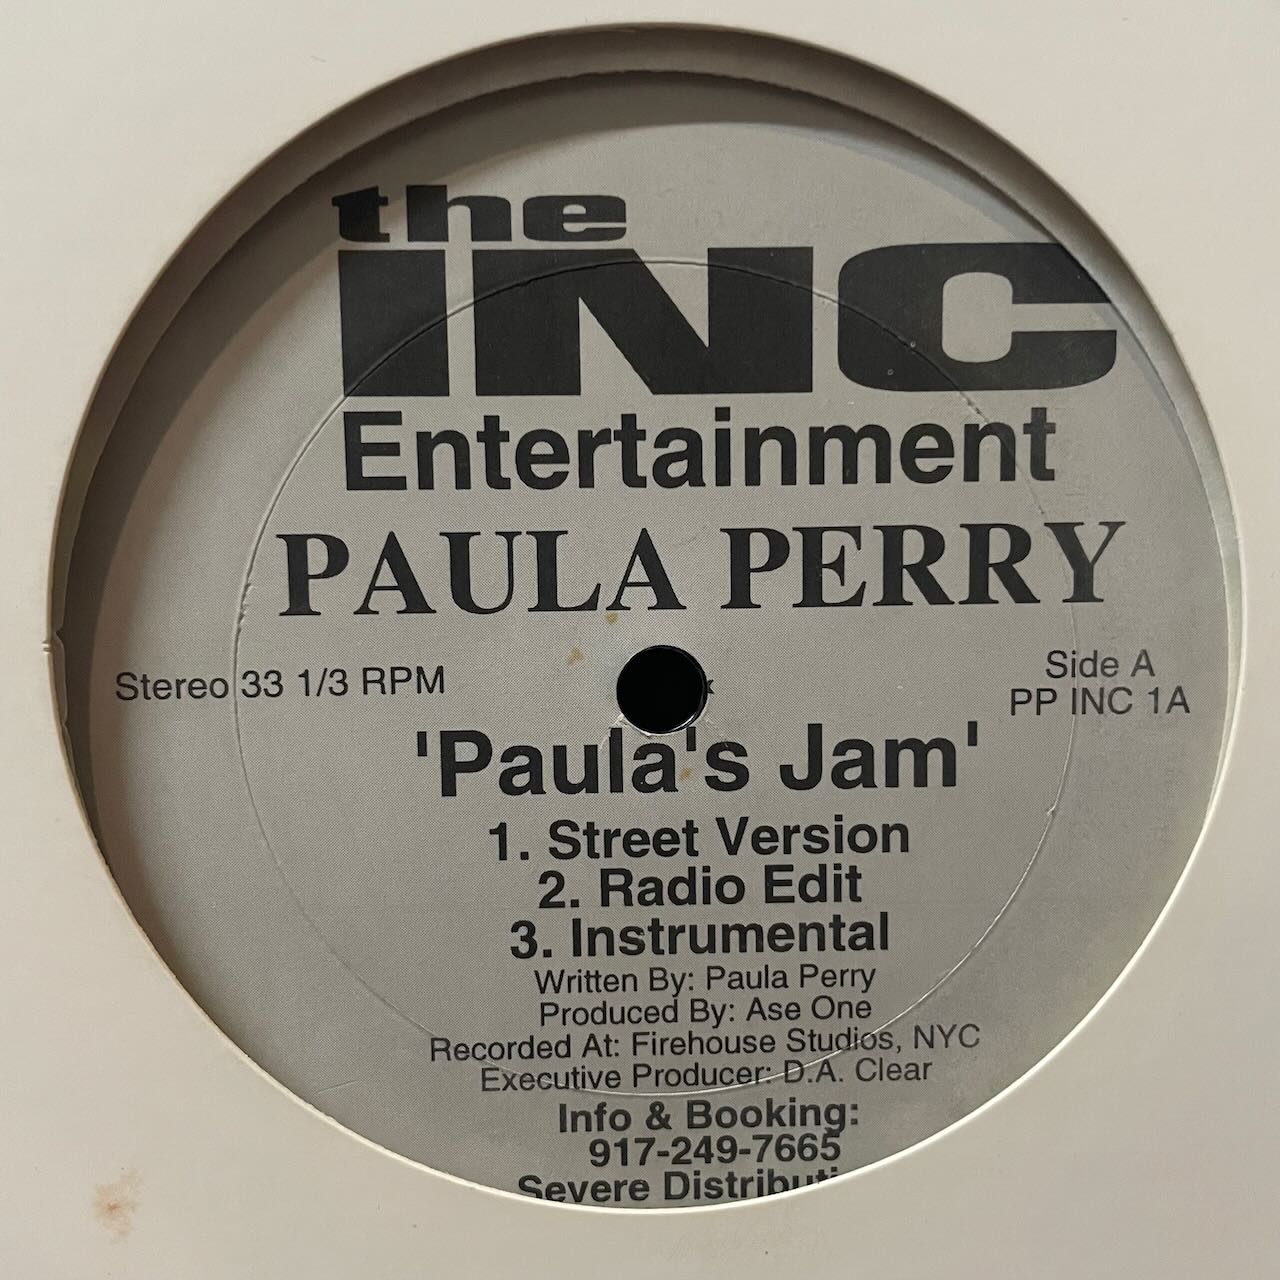 the
INC
Entertainment
PAULA PERRY
Stereo 33 1/3 RPM
Side A
PP INC 1A
'Paula's Jam'
1. Street Version
2. Radio Edit
3. Instrumental
Written By: Paula Perry
Produced By: Ase One
Recorded At: Firehouse Studios, NYC
Executive Producer: D.A. Clear
Info & Booking:
917-249-7665
Severe